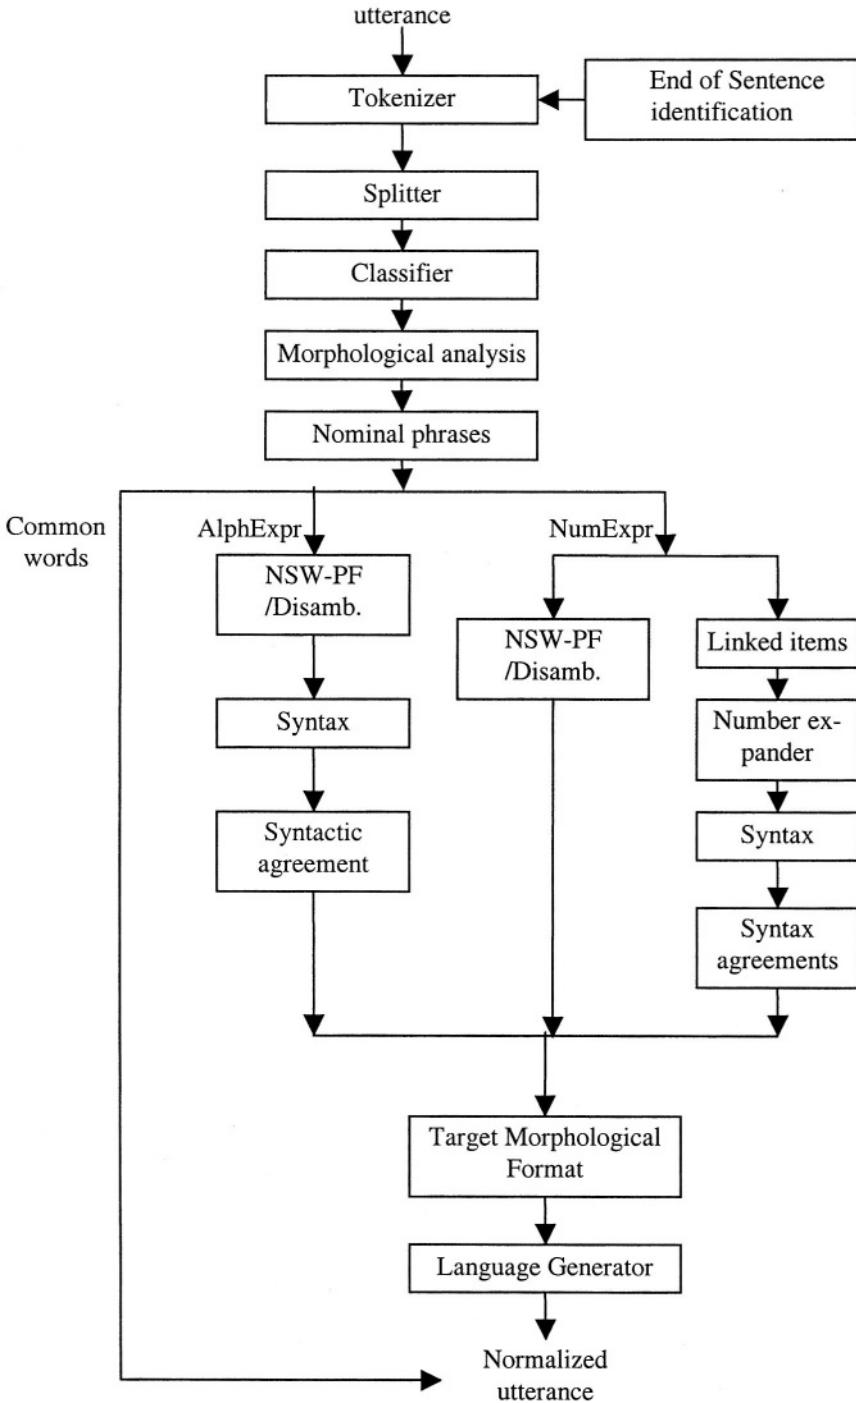 utterance
Tokenizer
End of Sentence
identification
Splitter
Classifier
Morphological analysis
Nominal phrases
Common
words
AlphExpr
NumExpr
NSW-PF
/Disamb.
NSW-PF
/Disamb.
Linked items
Syntax
Number ex-
pander
Syntactic
agreement
Syntax
Syntax
agreements
Target Morphological
Format
Language Generator
Normalized
utterance